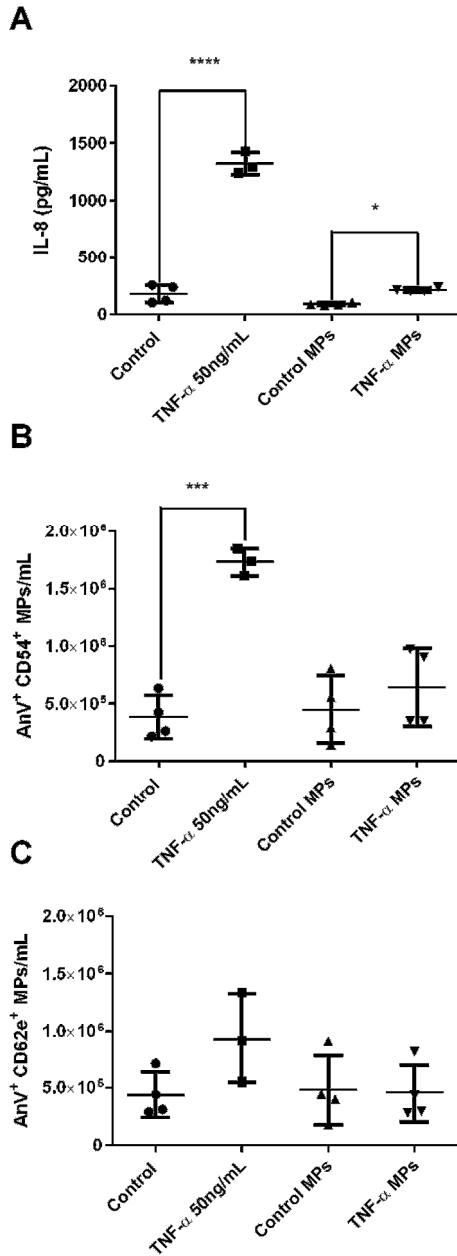 A
****
2000
1500
*
1000
500
0
IL-8 (pg/mL)
Control
TNF-α 50ng/mL
Control MPs
TNF-α MPs
B
***
2.0×10⁶
1.5×10⁶
1.0×10⁶
5.0×10⁵
0
AnV⁺ CD54⁺ MPs/mL
Control
TNF-α 50ng/mL
Control MPs
TNF-α MPs
C
2.0×10⁶
1.5×10⁶
1.0×10⁶
5.0×10⁵
0
AnV⁺ CD62e⁺ MPs/mL
Control
TNF-α 50ng/mL
Control MPs
TNF-α MPs